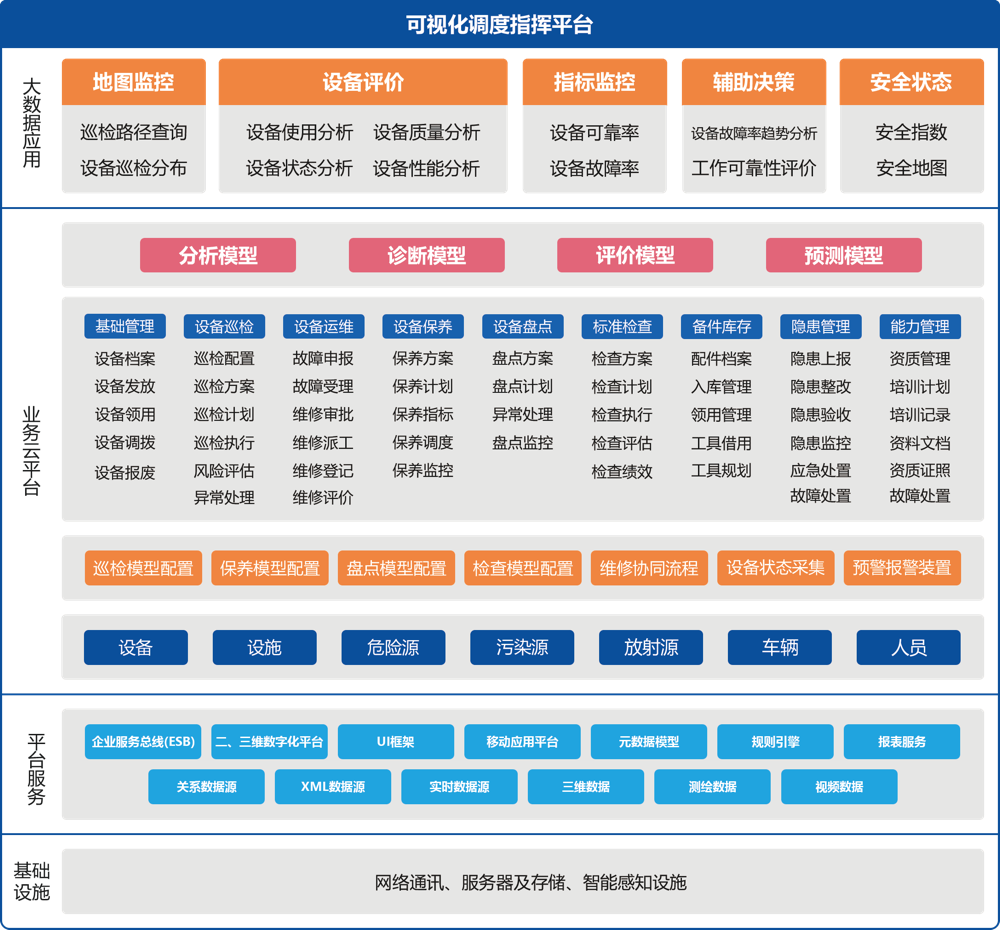 可视化调度指挥平台
大数据应用
地图监控
巡检路径查询
设备巡检分布
设备评价
设备使用分析 设备质量分析
设备状态分析 设备性能分析
指标监控
设备可靠率
设备故障率
辅助决策
设备故障率趋势分析
工作可靠性评价
安全状态
安全指数
安全地图
业务云平台
分析模型 诊断模型 评价模型 预测模型
基础管理
设备档案
设备发放
设备领用
设备调拨
设备报废
设备巡检
巡检配置
巡检方案
巡检计划
巡检执行
风险评估
异常处理
设备运维
故障申报
故障受理
维修审批
维修派工
维修登记
维修评价
设备保养
保养方案
保养计划
保养指标
保养调度
保养监控
设备盘点
盘点方案
盘点计划
异常处理
盘点监控
标准检查
检查方案
检查计划
检查执行
检查评估
检查绩效
备件库存
配件档案
入库管理
领用管理
工具借用
工具规划
隐患管理
隐患上报
隐患整改
隐患验收
隐患监控
应急处置
故障处置
能力管理
资质管理
培训计划
培训记录
资料文档
资质证照
故障处置
巡检模型配置 保养模型配置 盘点模型配置 检查模型配置 维修协同流程 设备状态采集 预警报警装置
设备 设施 危险源 污染源 放射源 车辆 人员
平台服务
企业服务总线(ESB) 二、三维数字化平台 UI框架 移动应用平台 元数据模型 规则引擎 报表服务
关系数据源 XML数据源 实时数据源 三维数据 测绘数据 视频数据
基础
设施
网络通讯、服务器及存储、智能感知设施